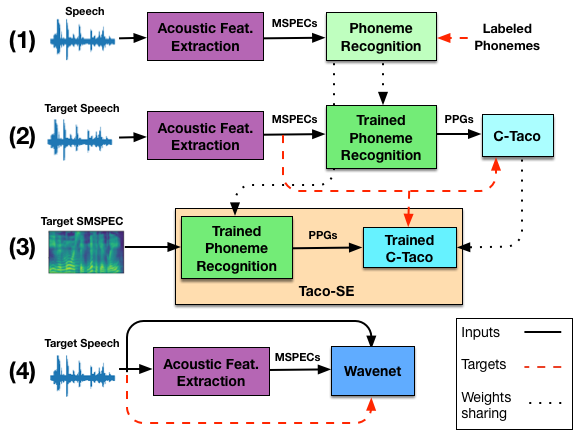 Speech
(1)
Acoustic Feat.
Extraction
MSPECs
Phoneme
Recognition
Labeled
Phonemes
Target Speech
(2)
Acoustic Feat.
Extraction
MSPECs
Trained
Phoneme
Recognition
PPGs
C-Taco
Target SMSPEC
(3)
Trained
Phoneme
Recognition
PPGs
Trained
C-Taco
Taco-SE
Target Speech
(4)
Acoustic Feat.
Extraction
MSPECs
Wavenet
Inputs
Targets
Weights
sharing